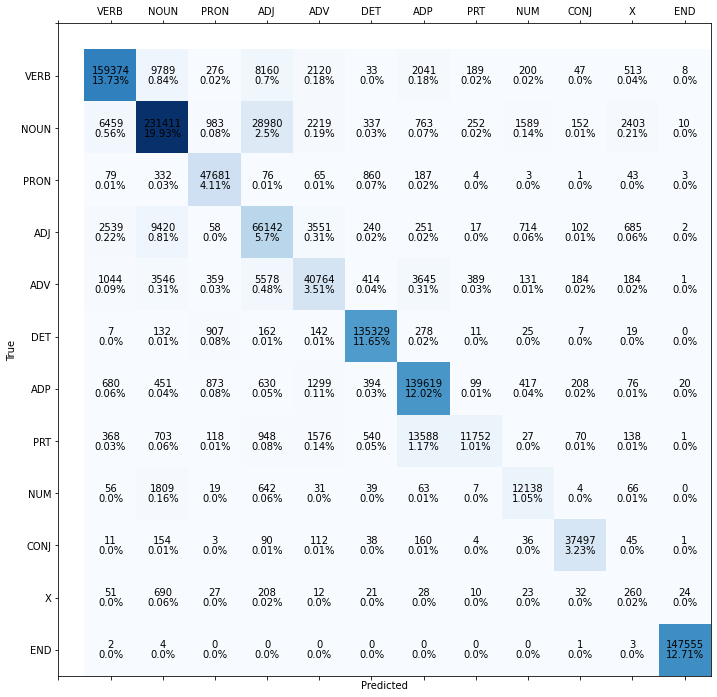 VERB NOUN PRON ADJ ADV DET ADP PRT NUM CONJ X END
VERB 159374 9789 276 8160 2120 33 2041 189 200 47 513 8
13.73% 0.84% 0.02% 0.7% 0.18% 0.0% 0.18% 0.02% 0.02% 0.0% 0.04% 0.0%
NOUN 6459 231411 983 28980 2219 337 763 252 1589 152 2403 10
0.56% 19.93% 0.08% 2.5% 0.19% 0.03% 0.07% 0.02% 0.14% 0.01% 0.21% 0.0%
PRON 79 332 47681 76 65 860 187 4 3 1 43 3
0.01% 0.03% 4.11% 0.01% 0.01% 0.07% 0.02% 0.0% 0.0% 0.0% 0.0% 0.0%
ADJ 2539 9420 58 66142 3551 240 251 17 714 102 685 2
0.22% 0.81% 0.0% 5.7% 0.31% 0.02% 0.02% 0.0% 0.06% 0.01% 0.06% 0.0%
ADV 1044 3546 359 5578 40764 414 3645 389 131 184 184 1
0.09% 0.31% 0.03% 0.48% 3.51% 0.04% 0.31% 0.03% 0.01% 0.02% 0.02% 0.0%
DET 7 132 907 162 142 135329 278 11 25 7 19 0
0.0% 0.01% 0.08% 0.01% 0.01% 11.65% 0.02% 0.0% 0.0% 0.0% 0.0% 0.0%
True
ADP 680 451 873 630 1299 394 139619 99 417 208 76 20
0.06% 0.04% 0.08% 0.05% 0.11% 0.03% 12.02% 0.01% 0.04% 0.02% 0.01% 0.0%
PRT 368 703 118 948 1576 540 13588 11752 27 70 138 1
0.03% 0.06% 0.01% 0.08% 0.14% 0.05% 1.17% 1.01% 0.0% 0.01% 0.01% 0.0%
NUM 56 1809 19 642 31 39 63 7 12138 4 66 0
0.0% 0.16% 0.0% 0.06% 0.0% 0.0% 0.01% 0.0% 1.05% 0.0% 0.01% 0.0%
CONJ 11 154 3 90 112 38 160 4 36 37497 45 1
0.0% 0.01% 0.0% 0.01% 0.01% 0.0% 0.01% 0.0% 0.0% 3.23% 0.0% 0.0%
X 51 690 27 208 12 21 28 10 23 32 260 24
0.0% 0.06% 0.0% 0.02% 0.0% 0.0% 0.0% 0.0% 0.0% 0.0% 0.02% 0.0%
END 2 4 0 0 0 0 0 0 0 1 3 147555
0.0% 0.0% 0.0% 0.0% 0.0% 0.0% 0.0% 0.0% 0.0% 0.0% 0.0% 12.71%
Predicted